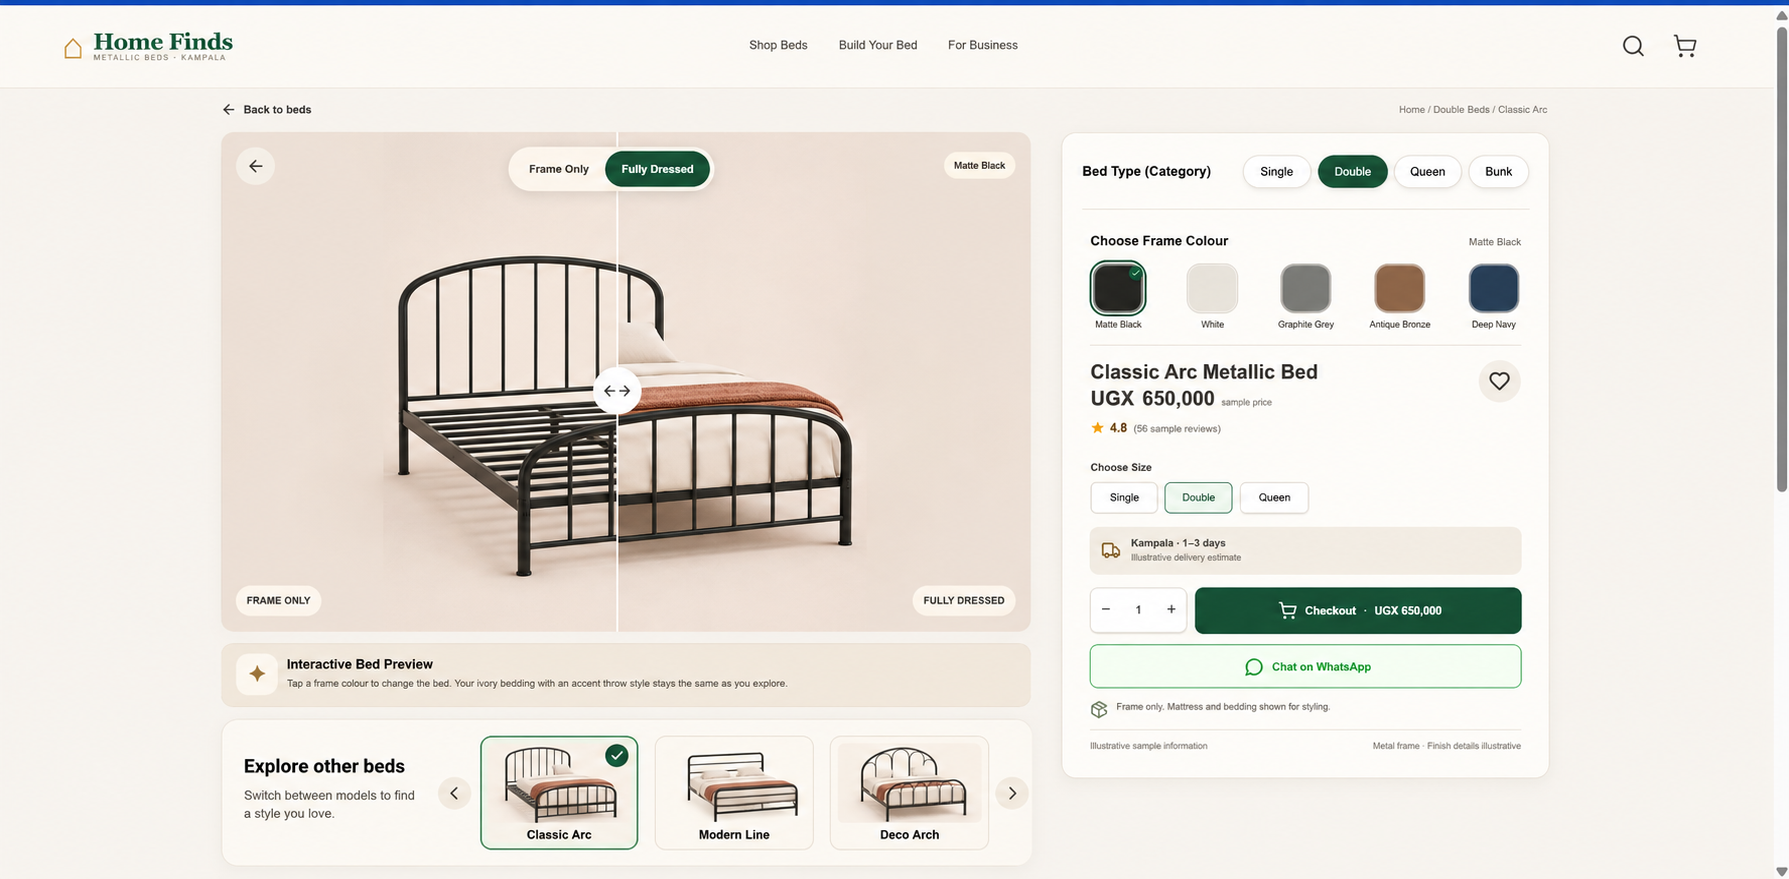 Home Finds
METALLIC BEDS - KAMPALA
Shop Beds
Build Your Bed
For Business
Back to beds
Home / Double Beds / Classic Arc
Frame Only
Fully Dressed
Matte Black
FRAME ONLY
FULLY DRESSED
Interactive Bed Preview
Tap a frame colour to change the bed. Your ivory bedding with an accent throw style stays the same as you explore.
Explore other beds
Switch between models to find
a style you love.
Classic Arc
Modern Line
Deco Arch
Bed Type (Category)
Single
Double
Queen
Bunk
Choose Frame Colour
Matte Black
Matte Black
White
Graphite Grey
Antique Bronze
Deep Navy
Classic Arc Metallic Bed
UGX 650,000 sample price
4.8 (56 sample reviews)
Choose Size
Single
Double
Queen
Kampala · 1–3 days
Illustrative delivery estimate
− 1 +
Checkout · UGX 650,000
Chat on WhatsApp
Frame only. Mattress and bedding shown for styling.
Illustrative sample information
Metal frame · Finish details illustrative